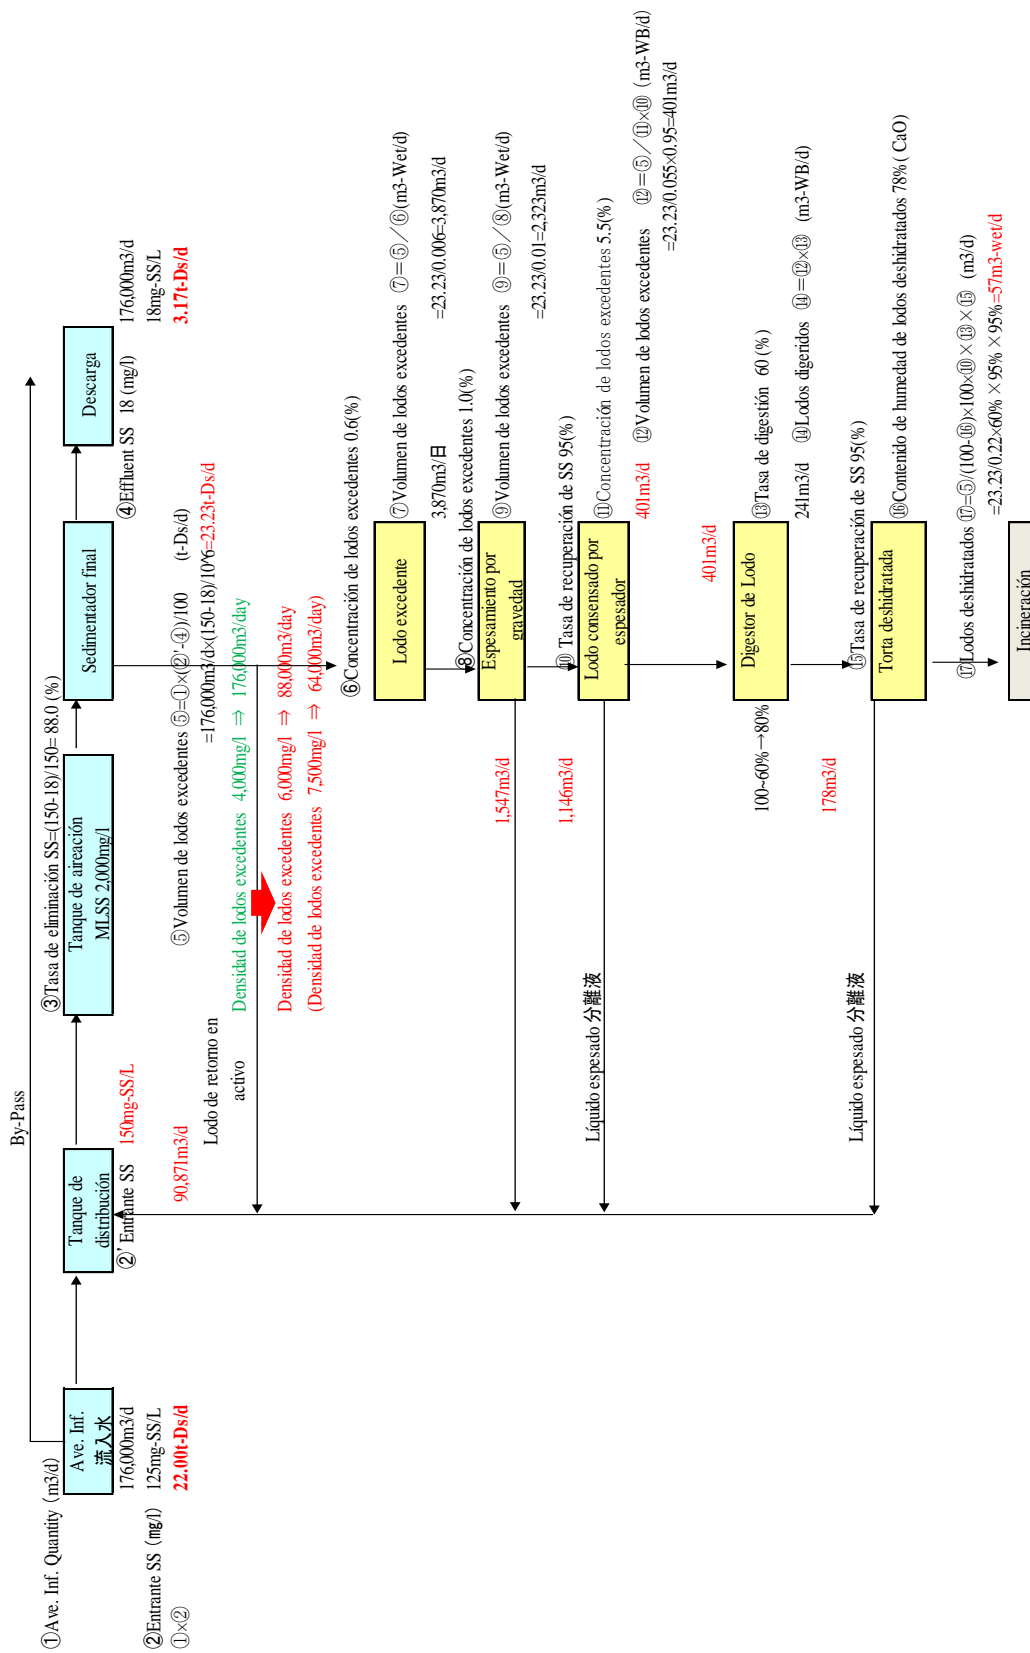 By-Pass
①Ave. Inf. Quantity (m3/d)
Ave. Inf.
流入水
176,000m3/d
②Entrante SS (mg/l)
125mg-SS/L
①×②
22.00t-Ds/d
Tanque de
distribución
②' Entrante SS
150mg-SS/L
90,871m3/d
③Tasa de eliminación SS=(150-18)/150= 88.0 (%)
Tanque de aireación
MLSS 2,000mg/l
Sedimentador final
④Effluent SS 18 (mg/l)
Descarga
176,000m3/d
18mg-SS/L
3.17t-Ds/d
⑤Volumen de lodos excedentes ⑤=①×(②'-④)/100 (t-Ds/d)
=176,000m3/d×(150-18)/10^6=23.23t-Ds/d
Lodo de retorno en
activo
Densidad de lodos excedentes 4,000mg/l ⇒ 176,000m3/day
Densidad de lodos excedentes 6,000mg/l ⇒ 88,000m3/day
(Densidad de lodos excedentes 7,500mg/l ⇒ 64,000m3/day)
⑥Concentración de lodos excedentes 0.6(%)
Lodo excedente
⑦Volumen de lodos excedentes ⑦=⑤/⑥(m3-Wet/d)
3,870m3/日
=23.23/0.006=3,870m3/d
⑧Concentración de lodos excedentes 1.0(%)
Espesamiento por
gravedad
⑨Volumen de lodos excedentes ⑨=⑤/⑧(m3-Wet/d)
=23.23/0.01=2,323m3/d
1,547m3/d
⑩ Tasa de recuperación de SS 95(%)
1,146m3/d
Lodo consensado por
espesador
⑪Concentración de lodos excedentes 5.5(%)
Líquido espesado 分離液
401m3/d
⑫Volumen de lodos excedentes ⑫=⑤/⑪×⑩ (m3-WB/d)
=23.23/0.055×0.95=401m3/d
401m3/d
Digestor de Lodo
⑬Tasa de digestión 60 (%)
100~60%→80%
241m3/d
⑭Lodos digeridos ⑭=⑫×⑬ (m3-WB/d)
178m3/d
⑮Tasa de recuperación de SS 95(%)
Líquido espesado 分離液
Torta deshidratada
⑯Contenido de humedad de lodos deshidratados 78% ( CaO)
⑰Lodos deshidratados ⑰=⑤/(100-⑯)×100×⑩×⑬×⑮ (m3/d)
=23.23/0.22×60%×95%×95%=57m3-wet/d
Incineración